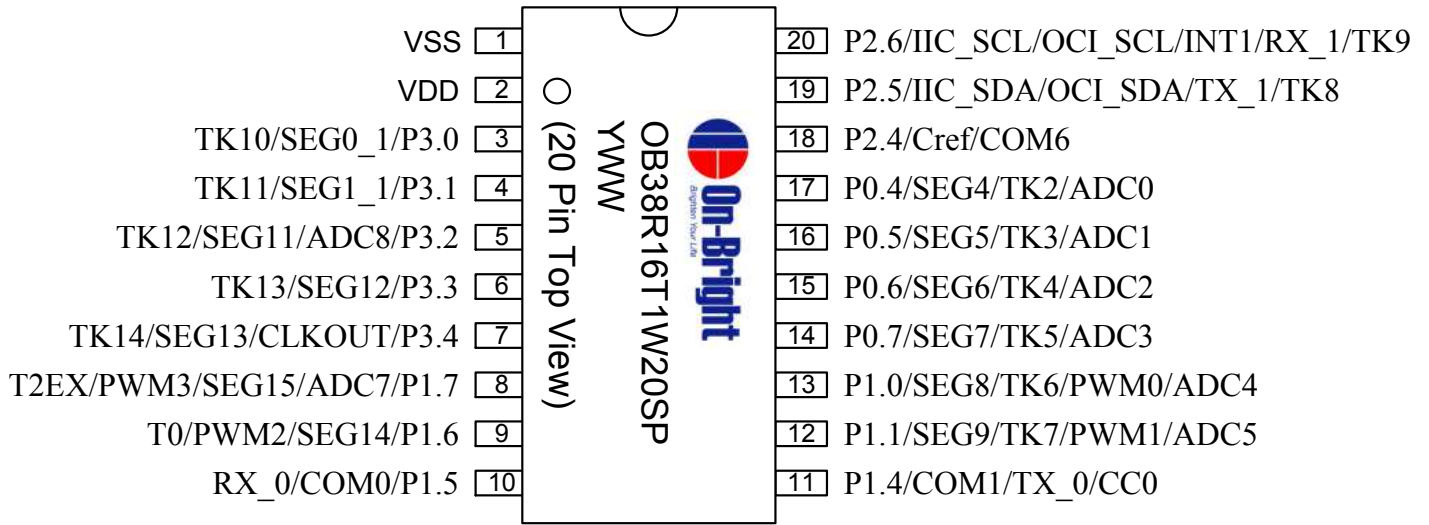 VSS 1
VDD 2
TK10/SEG0_1/P3.0 3
TK11/SEG1_1/P3.1 4
TK12/SEG11/ADC8/P3.2 5
TK13/SEG12/P3.3 6
TK14/SEG13/CLKOUT/P3.4 7
T2EX/PWM3/SEG15/ADC7/P1.7 8
T0/PWM2/SEG14/P1.6 9
RX_0/COM0/P1.5 10
On-Bright
Brighten Your Life
OB38R16T1W20SP
YWW
(20 Pin Top View)
20 P2.6/IIC_SCL/OCI_SCL/INT1/RX_1/TK9
19 P2.5/IIC_SDA/OCI_SDA/TX_1/TK8
18 P2.4/Cref/COM6
17 P0.4/SEG4/TK2/ADC0
16 P0.5/SEG5/TK3/ADC1
15 P0.6/SEG6/TK4/ADC2
14 P0.7/SEG7/TK5/ADC3
13 P1.0/SEG8/TK6/PWM0/ADC4
12 P1.1/SEG9/TK7/PWM1/ADC5
11 P1.4/COM1/TX_0/CC0